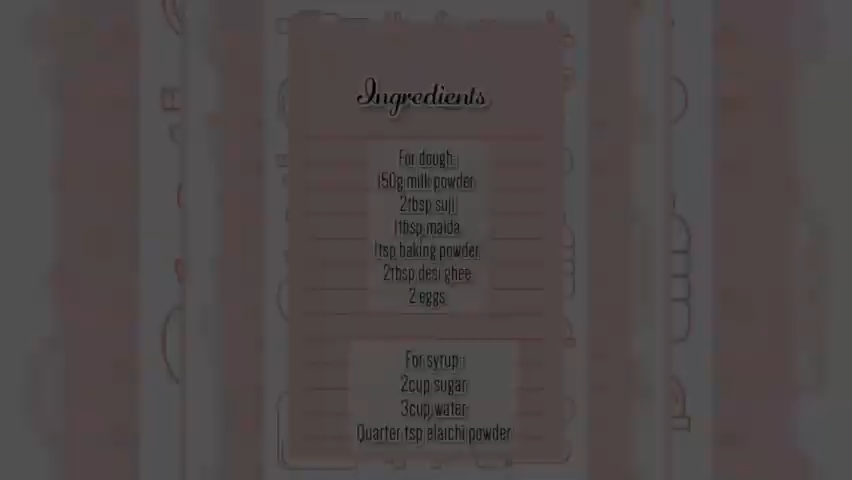 Ingredients
For dough:
150g milk powder
2tbsp suji
1tbsp maida
1tsp baking powder
2tbsp desi ghee
2 eggs
For syrup:
2cup sugar
3cup water
Quarter tsp elaichi powder